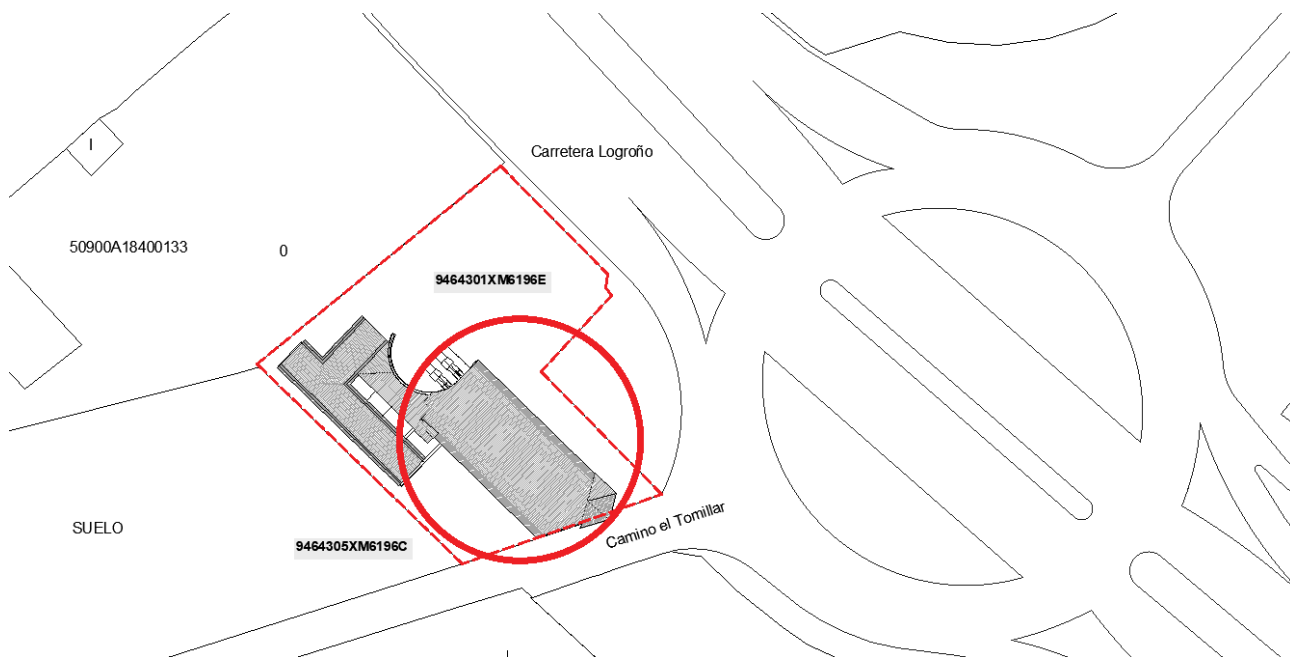 Carretera Logroño
I
50900A18400133
0
9464301XM6196E
SUELO
9464305XM6196C
Camino el Tomillar